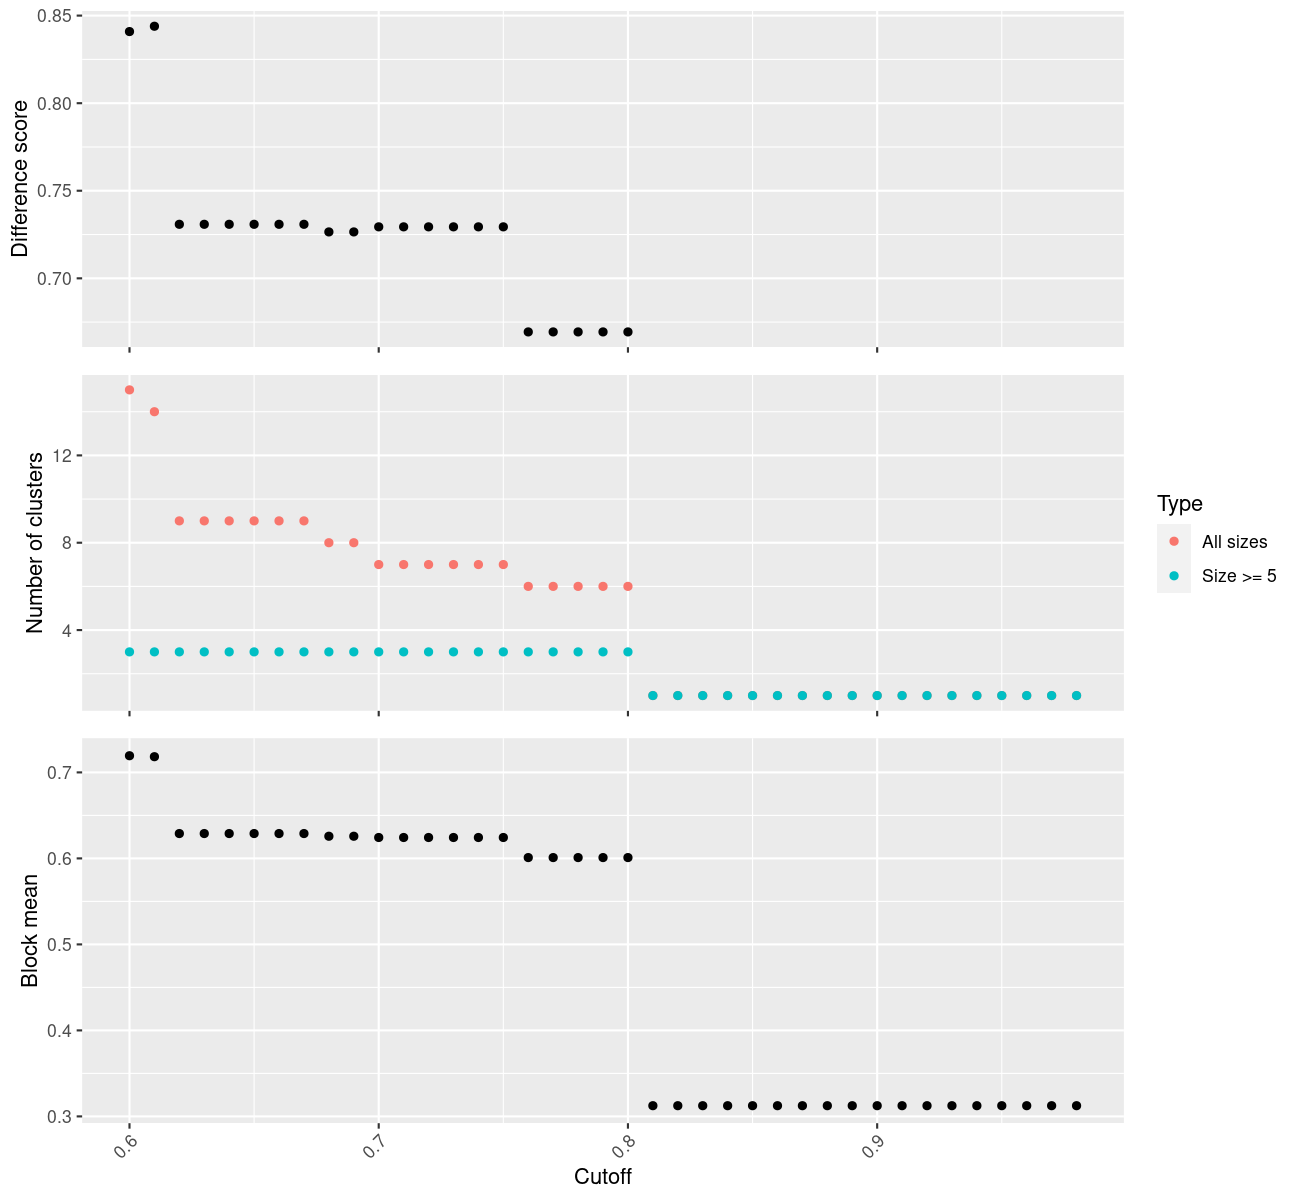 0.85
0.80
0.75
0.70
Difference score
12
8
4
Number of clusters
Type
All sizes
Size >= 5
0.7
0.6
0.5
0.4
0.3
Block mean
0.6 0.7 0.8 0.9
Cutoff